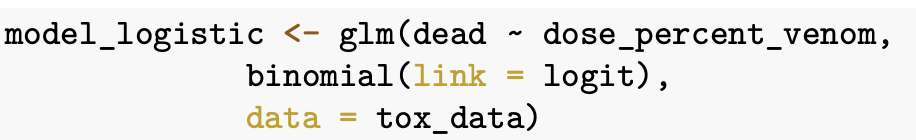 model_logistic <- glm(dead ~ dose_percent_venom,
binomial(link = logit),
data = tox_data)